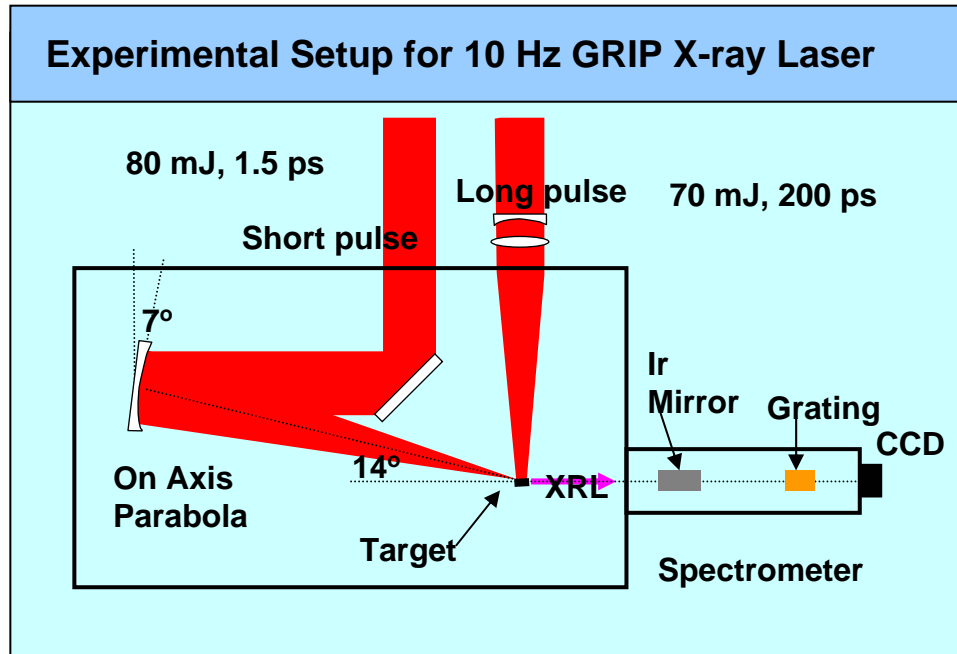 Experimental Setup for 10 Hz GRIP X-ray Laser
80 mJ, 1.5 ps
Long pulse
70 mJ, 200 ps
Short pulse
7º
Ir
Mirror
Grating
CCD
14º
XRL
On Axis
Parabola
Target
Spectrometer